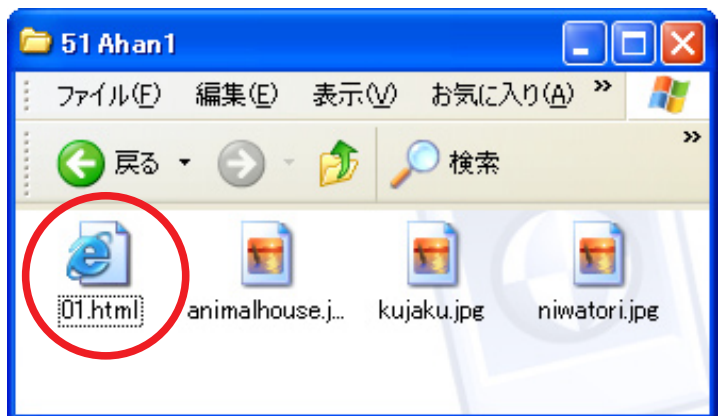 51 Ahan1
ファイル(F) 編集(E) 表示(V) お気に入り(A) »
戻る 検索 »
01.html animalhouse.j... kujaku.jpg niwatori.jpg